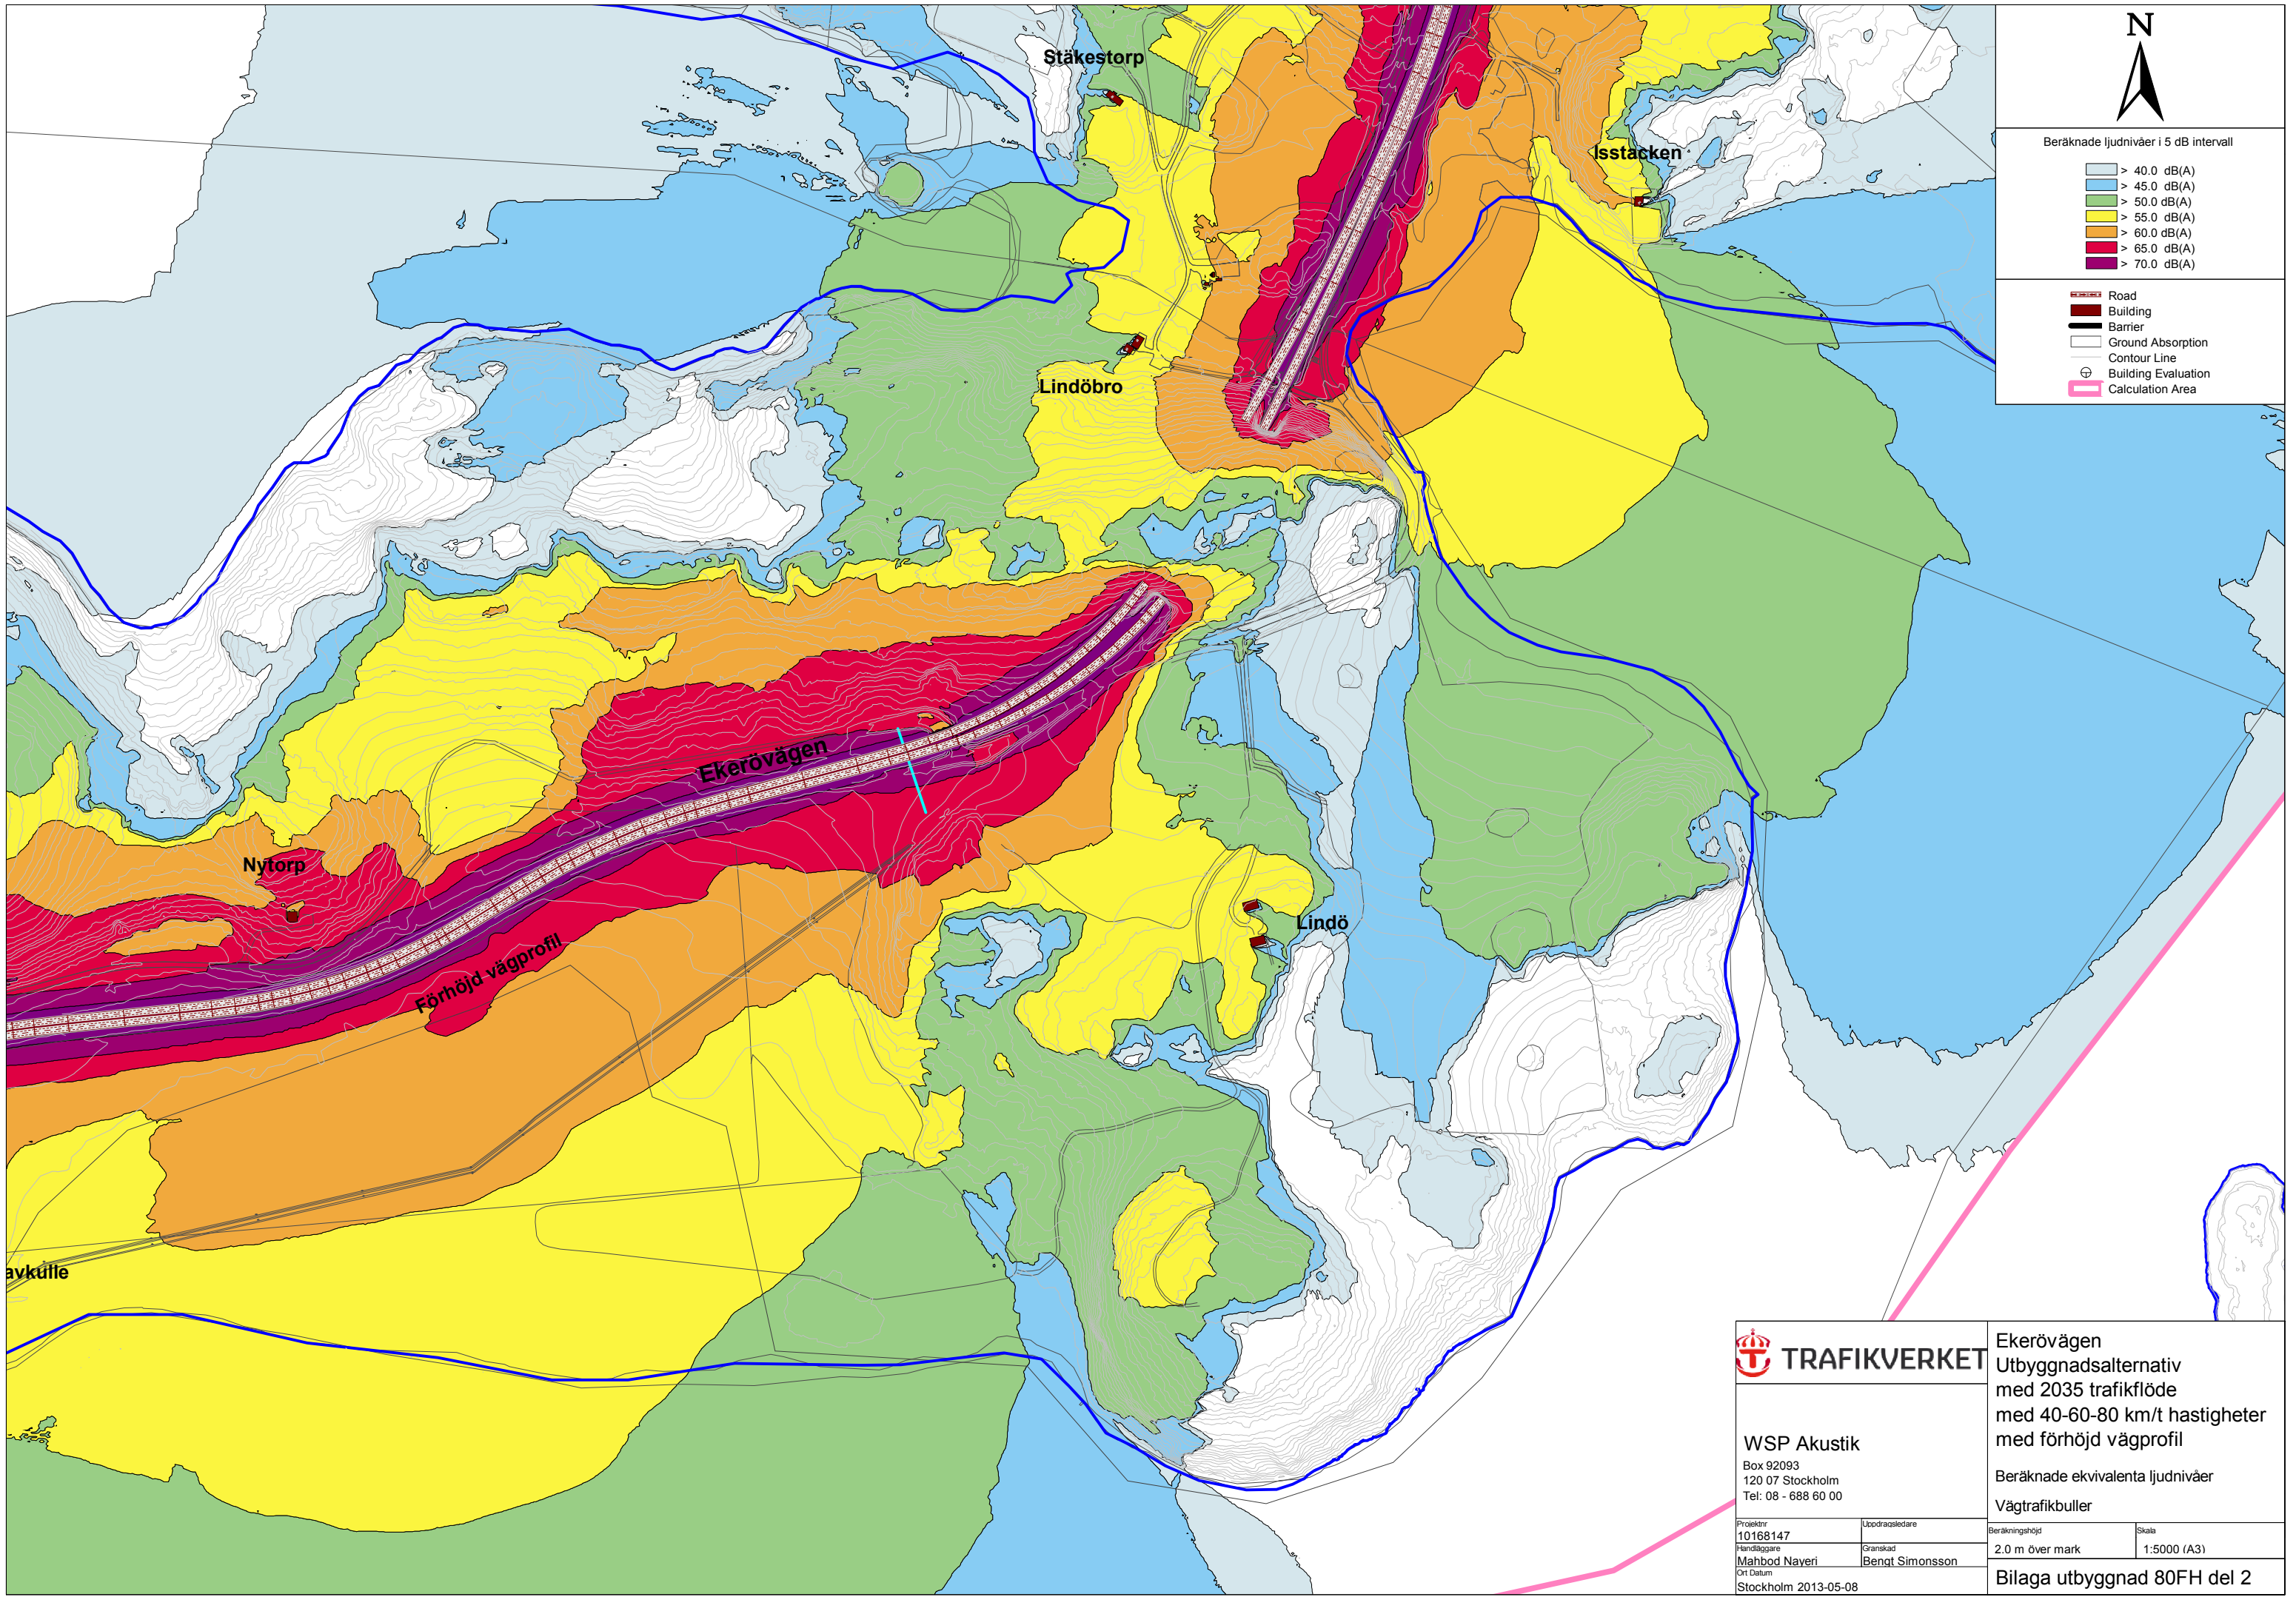 Stäkestorp
Isstacken
Lindöbro
Ekerövägen
Nytorp
Förhöjd vägprofil
Lindö
avkulle
N
Beräknade ljudnivåer i 5 dB intervall
> 40.0 dB(A)
> 45.0 dB(A)
> 50.0 dB(A)
> 55.0 dB(A)
> 60.0 dB(A)
> 65.0 dB(A)
> 70.0 dB(A)
Road
Building
Barrier
Ground Absorption
Contour Line
Building Evaluation
Calculation Area
TRAFIKVERKET
WSP Akustik
Box 92093
120 07 Stockholm
Tel: 08 - 688 60 00
Projektnr
10168147
Uppdragsledare
Handläggare
Mahbod Nayeri
Granskad
Bengt Simonsson
Ort Datum
Stockholm 2013-05-08
Ekerövägen
Utbyggnadsalternativ
med 2035 trafikflöde
med 40-60-80 km/t hastigheter
med förhöjd vägprofil
Beräknade ekvivalenta ljudnivåer
Vägtrafikbuller
Beräkningshöjd
2.0 m över mark
Skala
1:5000 (A3)
Bilaga utbyggnad 80FH del 2